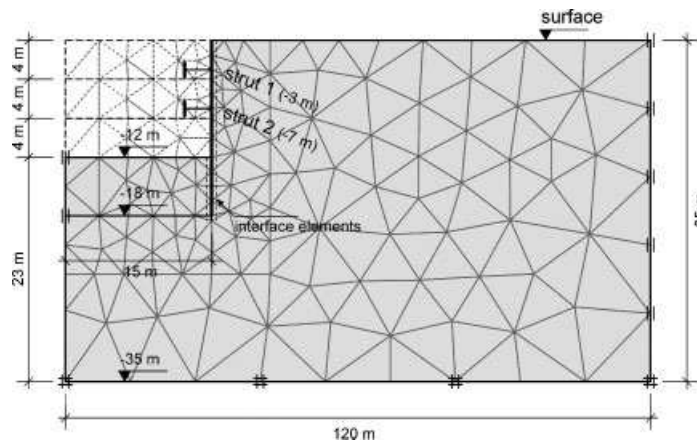 surface
4 m
strut 1 (-3 m)
4 m
strut 2 (-7 m)
4 m
-12 m
-18 m
interface elements
23 m
15 m
-35 m
120 m